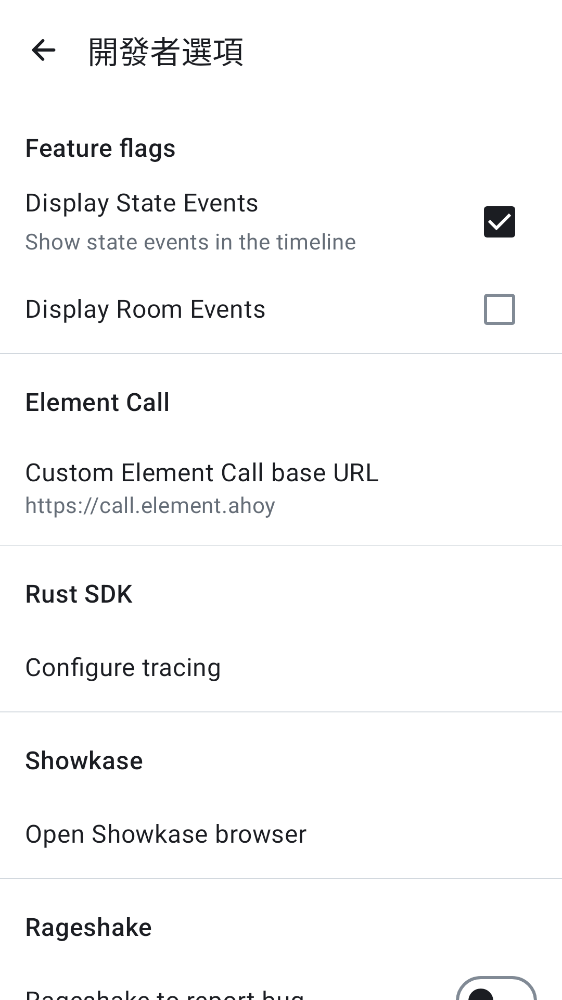 開發者選項
Feature flags
Display State Events
Show state events in the timeline
Display Room Events
Element Call
Custom Element Call base URL
https://call.element.ahoy
Rust SDK
Configure tracing
Showkase
Open Showkase browser
Rageshake
Rageshake to report bug